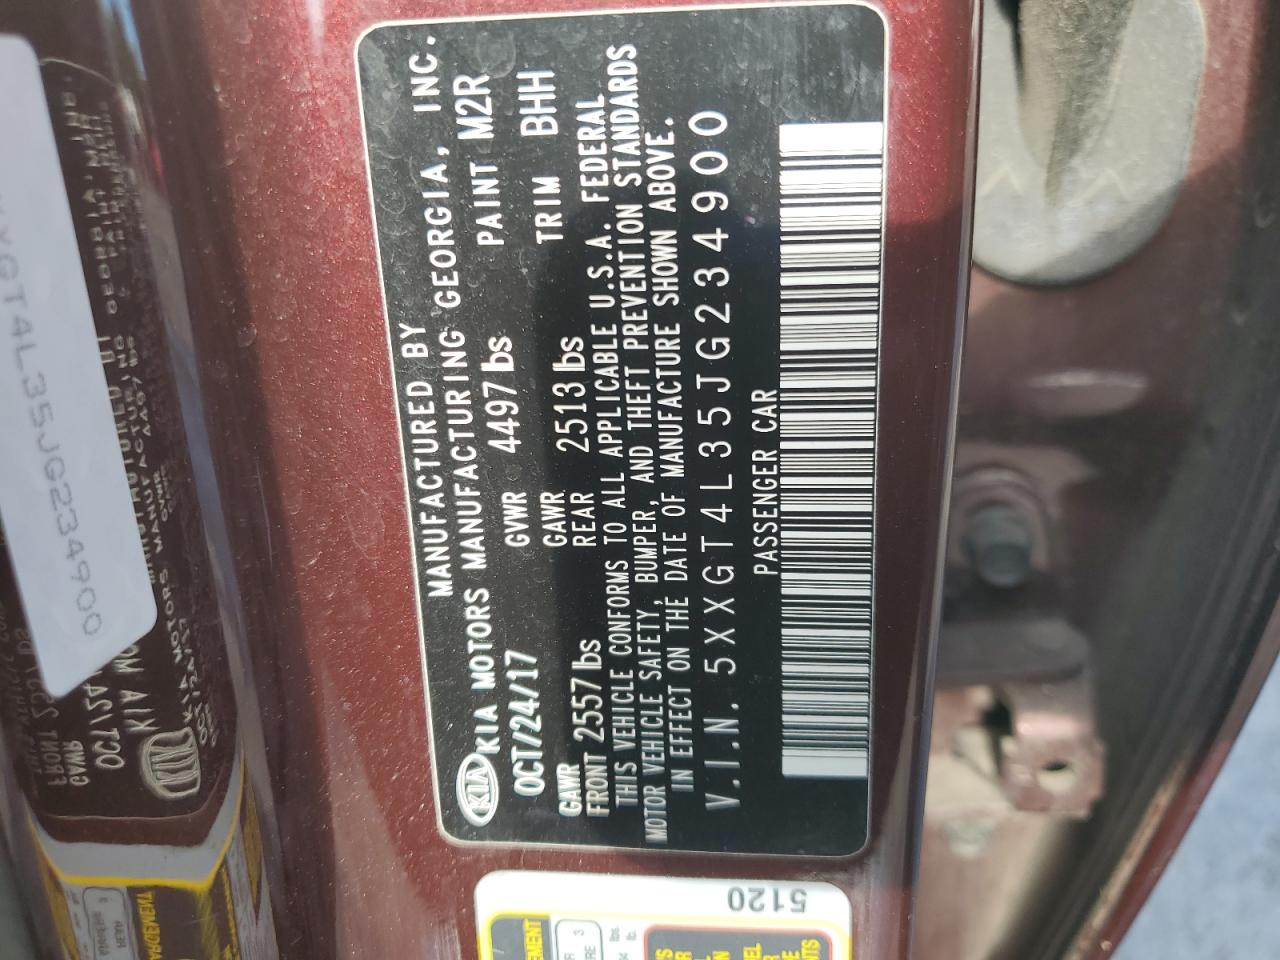 MANUFACTURED BY
KIA KIA MOTORS MANUFACTURING GEORGIA, INC.
OCT/24/17 GVWR 4497 lbs PAINT M2R
GAWR FRONT 2557 lbs GAWR REAR 2513 lbs TRIM BHH
THIS VEHICLE CONFORMS TO ALL APPLICABLE U.S.A. FEDERAL
MOTOR VEHICLE SAFETY, BUMPER, AND THEFT PREVENTION STANDARDS
IN EFFECT ON THE DATE OF MANUFACTURE SHOWN ABOVE.
V.I.N. 5XXGT4L35JG234900
PASSENGER CAR
5120